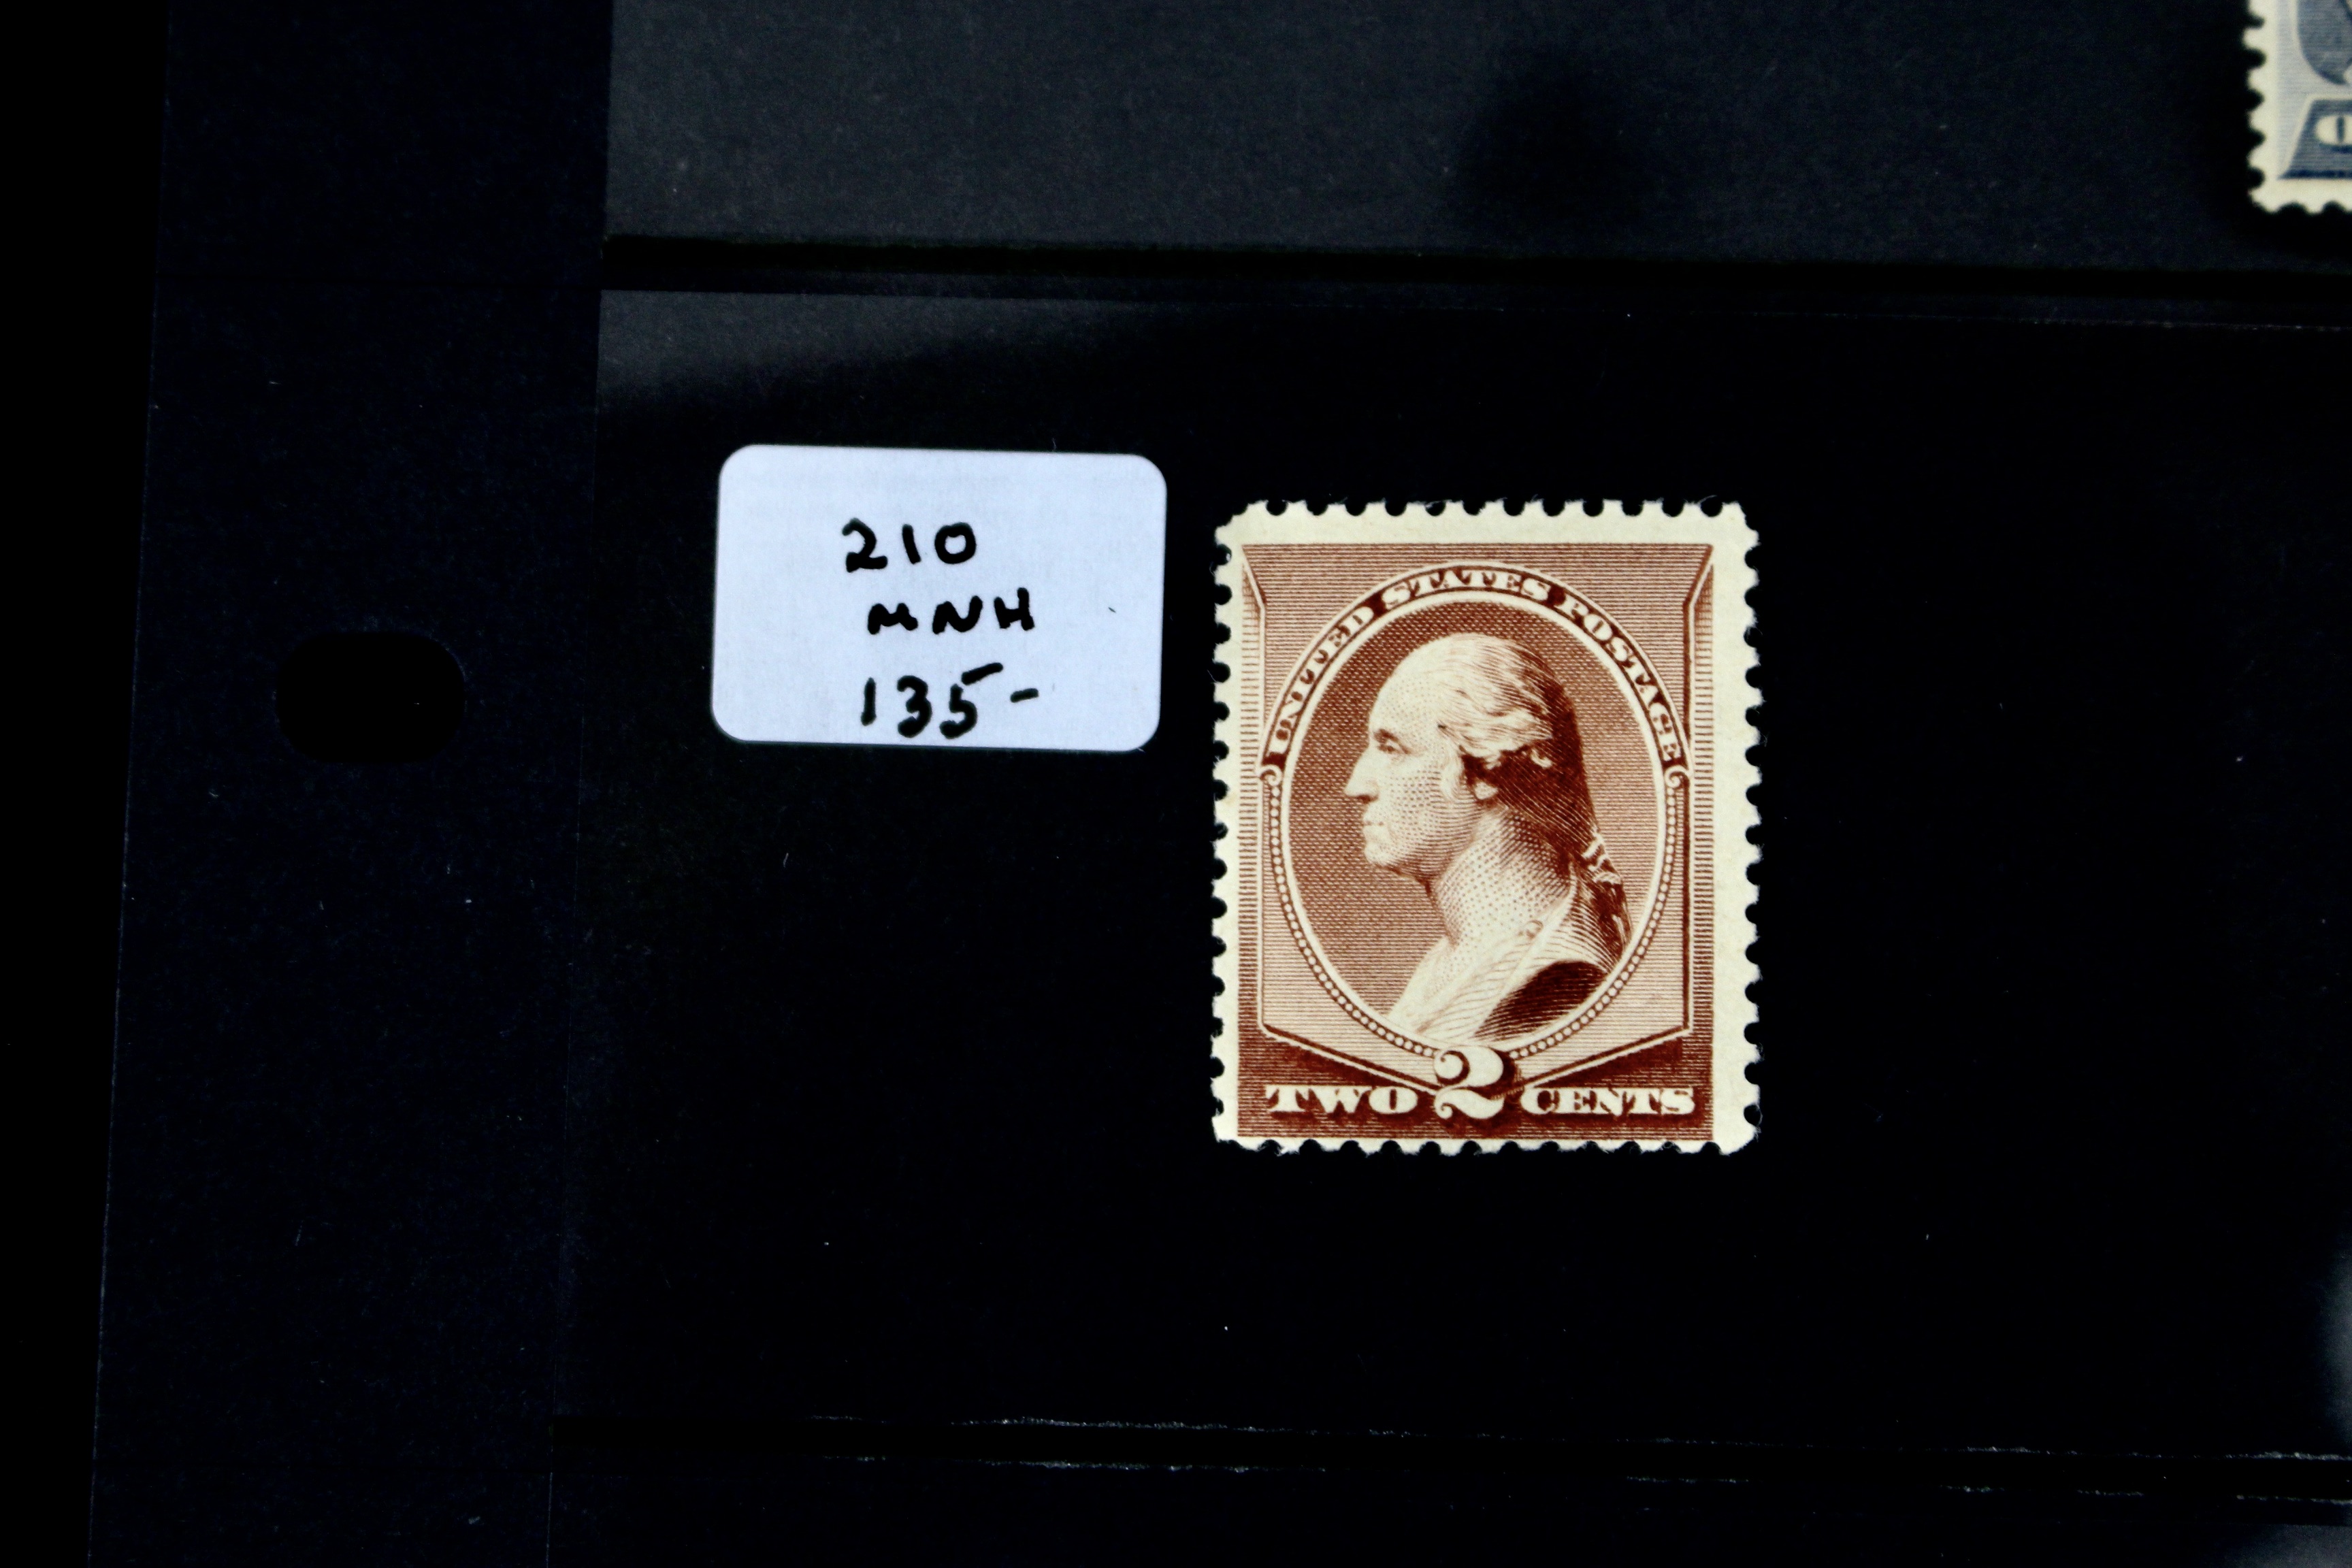 210
MNH
135-
UNITED STATES POSTAGE
TWO 2 CENTS